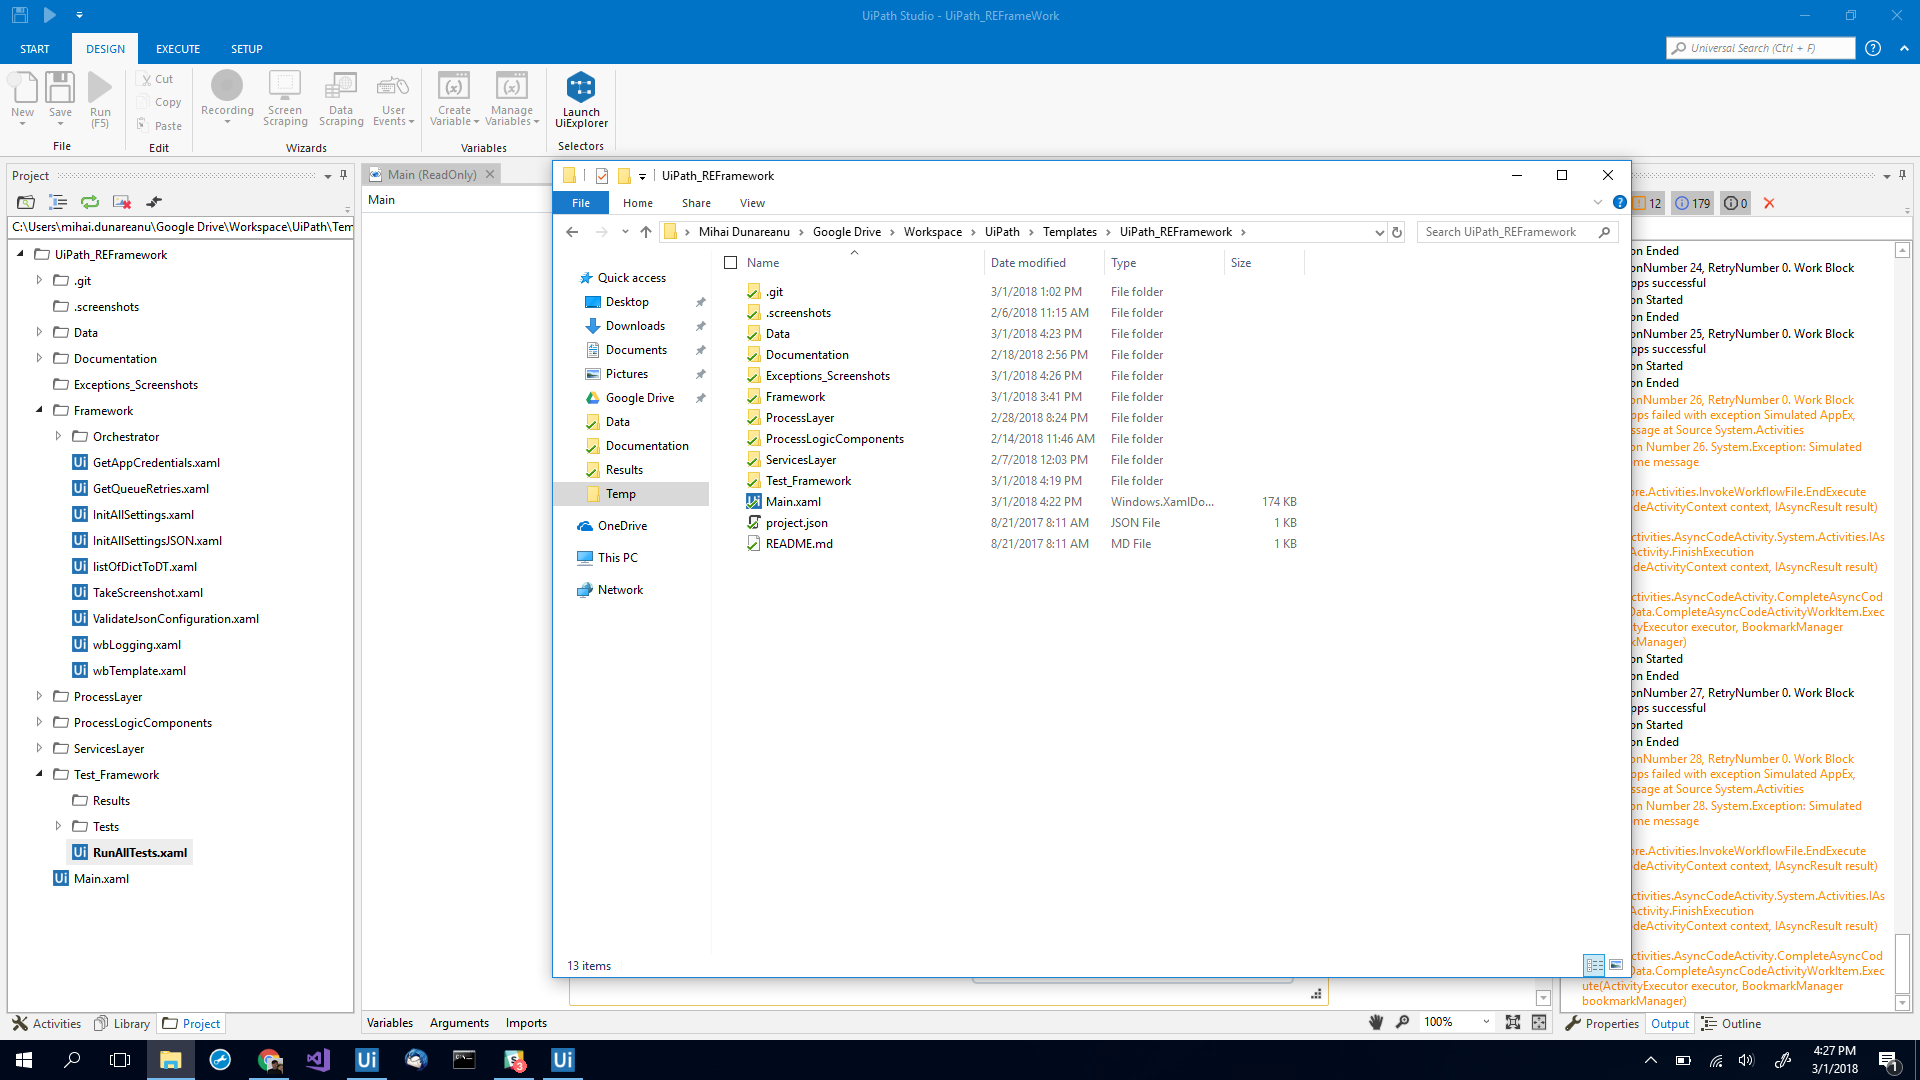 UiPath Studio - UiPath_REFrameWork
START
DESIGN
EXECUTE
SETUP
Universal Search (Ctrl + F)
New
Save
Run
(F5)
File
Cut
Copy
Paste
Edit
Recording
Screen
Scraping
Data
Scraping
User
Events
Wizards
Create
Variable
Manage
Variables
Variables
Launch
UiExplorer
Selectors
Project
C:\Users\mihai.dunareanu\Google Drive\Workspace\UiPath\Tem
UiPath_REFramework
.git
.screenshots
Data
Documentation
Exceptions_Screenshots
Framework
Orchestrator
GetAppCredentials.xaml
GetQueueRetries.xaml
InitAllSettings.xaml
InitAllSettingsJSON.xaml
listOfDictToDT.xaml
TakeScreenshot.xaml
ValidateJsonConfiguration.xaml
wbLogging.xaml
wbTemplate.xaml
ProcessLayer
ProcessLogicComponents
ServicesLayer
Test_Framework
Results
Tests
RunAllTests.xaml
Main.xaml
Activities
Library
Project
Main (ReadOnly)
Main
UiPath_REFramework
File
Home
Share
View
Mihai Dunareanu > Google Drive > Workspace > UiPath > Templates > UiPath_REFramework >
Search UiPath_REFramework
Quick access
Desktop
Downloads
Documents
Pictures
Google Drive
Data
Documentation
Results
Temp
OneDrive
This PC
Network
Name Date modified Type Size
.git 3/1/2018 1:02 PM File folder
.screenshots 2/6/2018 11:15 AM File folder
Data 3/1/2018 4:23 PM File folder
Documentation 2/18/2018 2:56 PM File folder
Exceptions_Screenshots 3/1/2018 4:26 PM File folder
Framework 3/1/2018 3:41 PM File folder
ProcessLayer 2/28/2018 8:24 PM File folder
ProcessLogicComponents 2/14/2018 11:46 AM File folder
ServicesLayer 2/7/2018 12:03 PM File folder
Test_Framework 3/1/2018 4:19 PM File folder
Main.xaml 3/1/2018 4:22 PM Windows.XamlDo... 174 KB
project.json 8/21/2017 8:11 AM JSON File 1 KB
README.md 8/21/2017 8:11 AM MD File 1 KB
13 items
12
179
0
on Ended
onNumber 24, RetryNumber 0. Work Block
pps successful
on Started
on Ended
onNumber 25, RetryNumber 0. Work Block
pps successful
on Started
on Ended
onNumber 26, RetryNumber 0. Work Block
pps failed with exception Simulated AppEx,
ssage at Source System.Activities
on Number 26. System.Exception: Simulated
me message
ore.Activities.InvokeWorkflowFile.EndExecute
deActivityContext context, IAsyncResult result)
ctivities.AsyncCodeActivity.System.Activities.IAs
Activity.FinishExecution
deActivityContext context, IAsyncResult result)
ctivities.AsyncCodeActivity.CompleteAsyncCod
Data.CompleteAsyncCodeActivityWorkItem.Exec
tyExecutor executor, BookmarkManager
kManager)
on Started
on Ended
onNumber 27, RetryNumber 0. Work Block
pps successful
on Started
on Ended
onNumber 28, RetryNumber 0. Work Block
pps failed with exception Simulated AppEx,
ssage at Source System.Activities
on Number 28. System.Exception: Simulated
me message
ore.Activities.InvokeWorkflowFile.EndExecute
deActivityContext context, IAsyncResult result)
ctivities.AsyncCodeActivity.System.Activities.IAs
Activity.FinishExecution
deActivityContext context, IAsyncResult result)
ctivities.AsyncCodeActivity.CompleteAsyncCod
Data.CompleteAsyncCodeActivityWorkItem.Exec
ute(ActivityExecutor executor, BookmarkManager
bookmarkManager)
Variables
Arguments
Imports
100%
Properties
Output
Outline
4:27 PM
3/1/2018